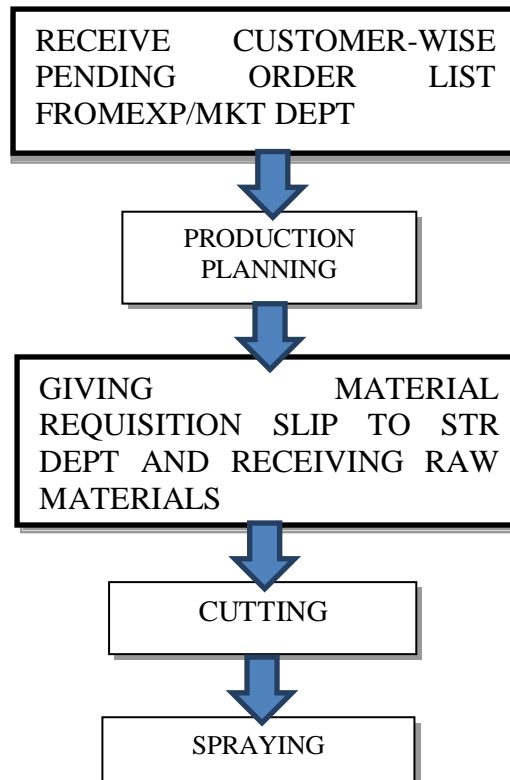 RECEIVE CUSTOMER-WISE
PENDING ORDER LIST
FROMEXP/MKT DEPT
PRODUCTION
PLANNING
GIVING MATERIAL
REQUISITION SLIP TO STR
DEPT AND RECEIVING RAW
MATERIALS
CUTTING
SPRAYING